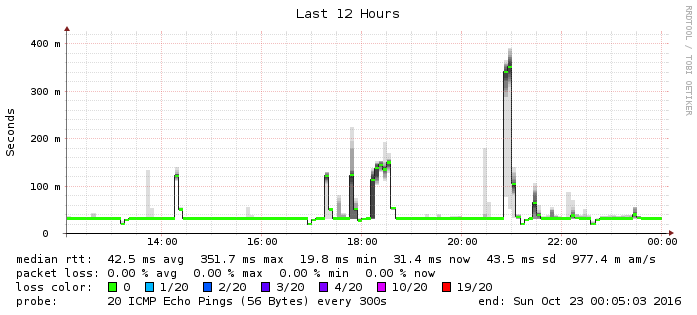 Last 12 Hours
RRDTOOL / TOBI OETIKER
Seconds
400 m
300 m
200 m
100 m
0
14:00 16:00 18:00 20:00 22:00 00:00
median rtt: 42.5 ms avg 351.7 ms max 19.8 ms min 31.4 ms now 43.5 ms sd 977.4 m am/s
packet loss: 0.00 % avg 0.00 % max 0.00 % min 0.00 % now
loss color: 0 1/20 2/20 3/20 4/20 10/20 19/20
probe: 20 ICMP Echo Pings (56 Bytes) every 300s end: Sun Oct 23 00:05:03 2016